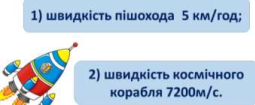 1) швидкість пішохода 5 км/год;
2) швидкість космічного
корабля 7200м/с.